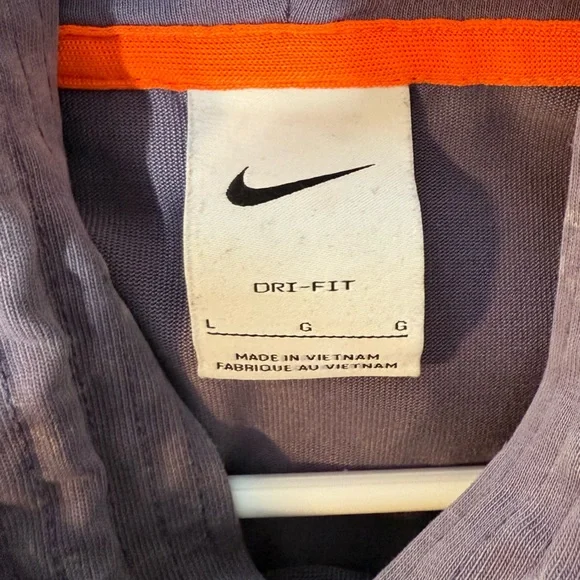 DRI-FIT
L G G
MADE IN VIETNAM
FABRIQUE AU VIETNAM